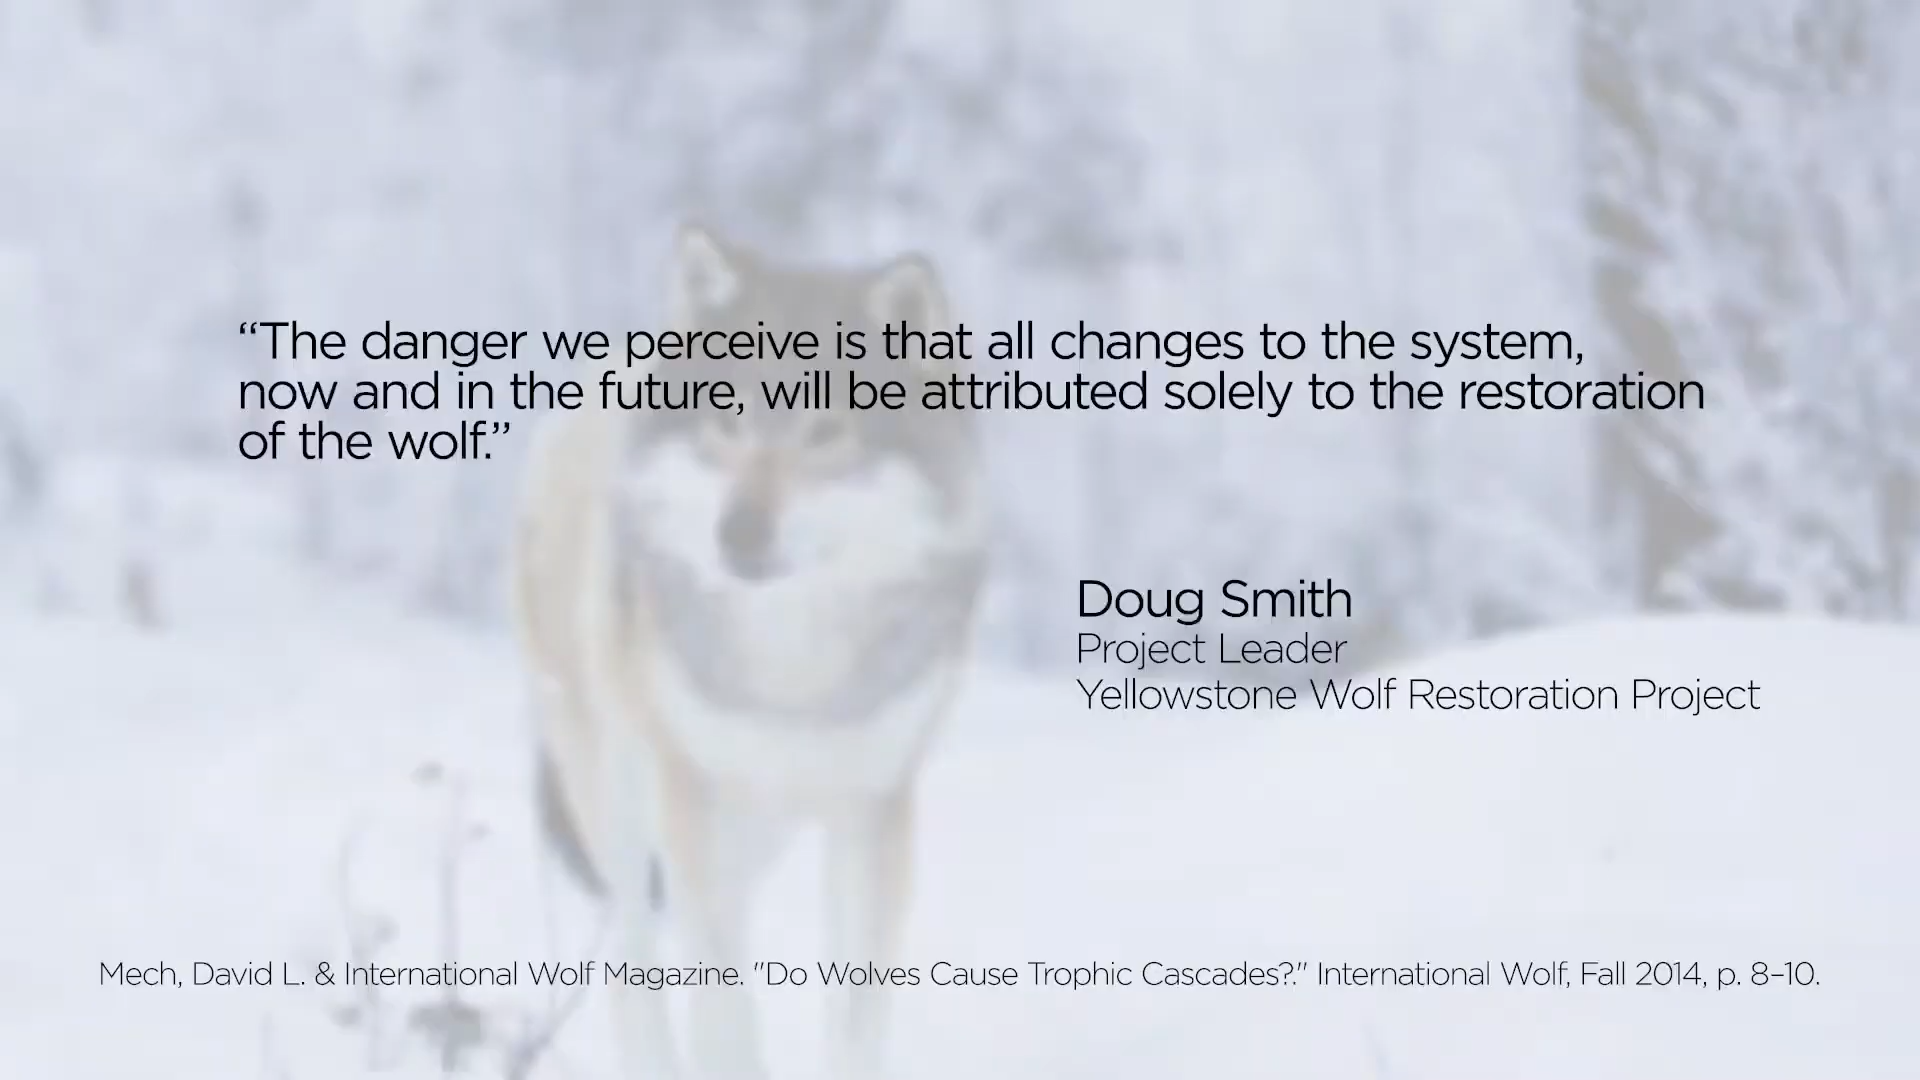 “The danger we perceive is that all changes to the system,
now and in the future, will be attributed solely to the restoration
of the wolf.”
Doug Smith
Project Leader
Yellowstone Wolf Restoration Project
Mech, David L. & International Wolf Magazine. "Do Wolves Cause Trophic Cascades?." International Wolf, Fall 2014, p. 8–10.